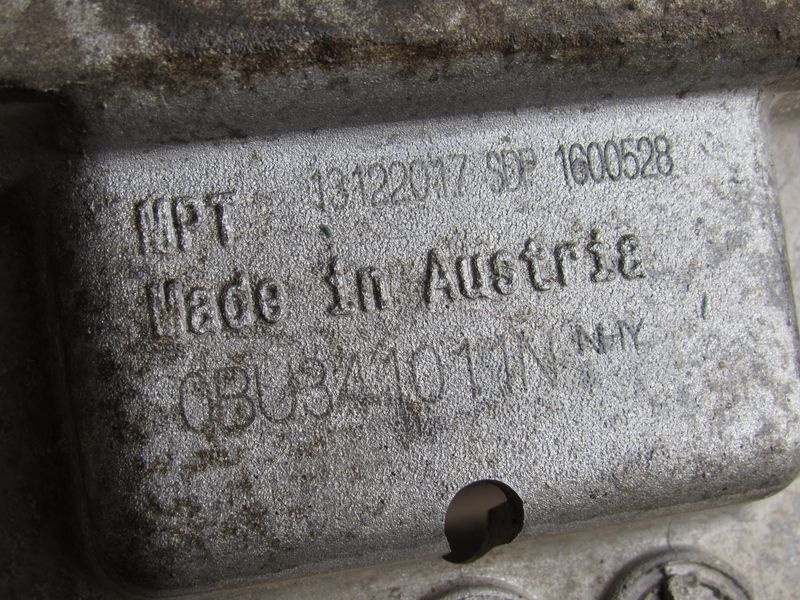 MPT 13122017 SDP 1600528
Made in Austria
0BU341011N NHY